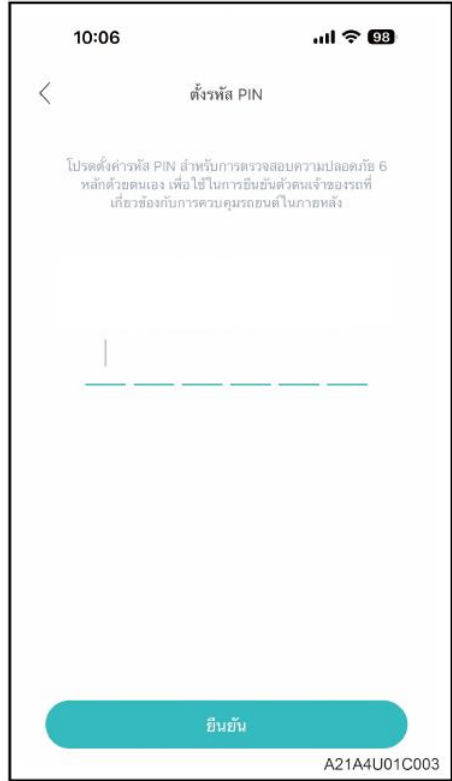 10:06 98
ตั้งรหัส PIN
โปรดตั้งค่ารหัส PIN สำหรับการตรวจสอบความปลอดภัย 6
หลักด้วยตนเอง เพื่อใช้ในการยืนยันตัวตนเจ้าของรถที่
เกี่ยวข้องกับการควบคุมรถยนต์ในภายหลัง
ยืนยัน
A21A4U01C003